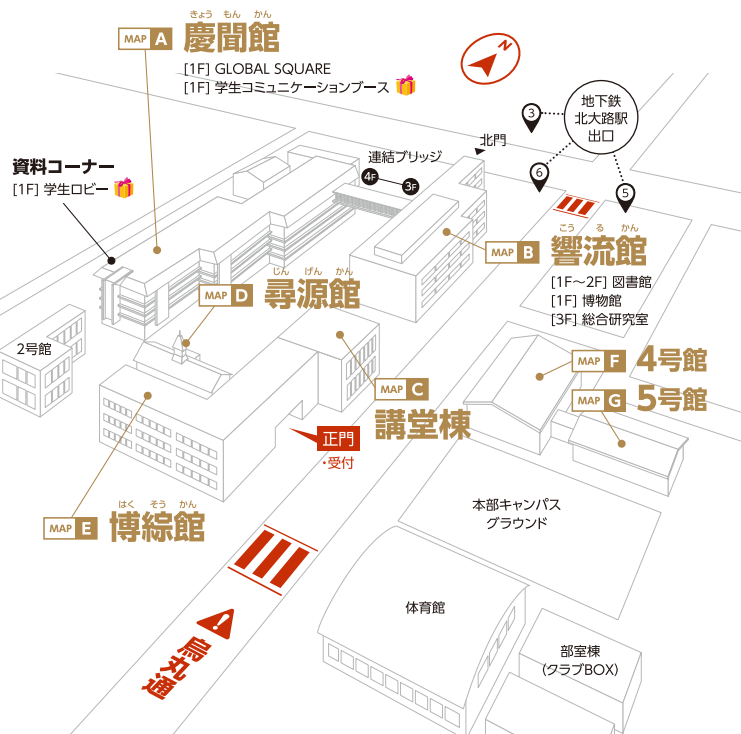 きょう もん かん
MAP A 慶聞館
[1F] GLOBAL SQUARE
[1F] 学生コミュニケーションブース
N
地下鉄
北大路駅
出口
3
6
5
北門
連結ブリッジ
4F
3F
資料コーナー
[1F] 学生ロビー
こう る かん
MAP B 響流館
[1F～2F] 図書館
[1F] 博物館
[3F] 総合研究室
じん げん かん
MAP D 尋源館
2号館
MAP F 4号館
MAP C
講堂棟
MAP G 5号館
正門
・受付
はく そう かん
MAP E 博綜館
本部キャンパス
グラウンド
体育館
烏丸通
部室棟
(クラブBOX)